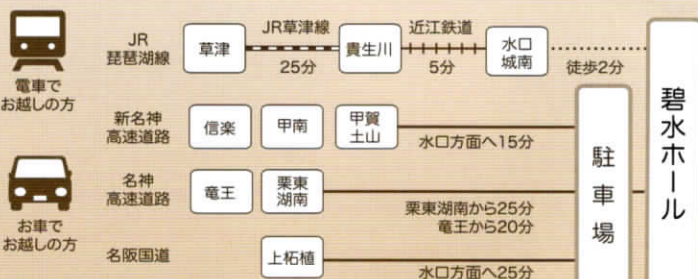 電車で
お越しの方
JR
琵琶湖線
草津
JR草津線
25分
貴生川
近江鉄道
5分
水口
城南
徒歩2分
新名神
高速道路
信楽
甲南
甲賀
土山
水口方面へ15分
お車で
お越しの方
名神
高速道路
竜王
栗東
湖南
栗東湖南から25分
竜王から20分
名阪国道
上柘植
水口方面へ25分
駐車場
碧水ホール